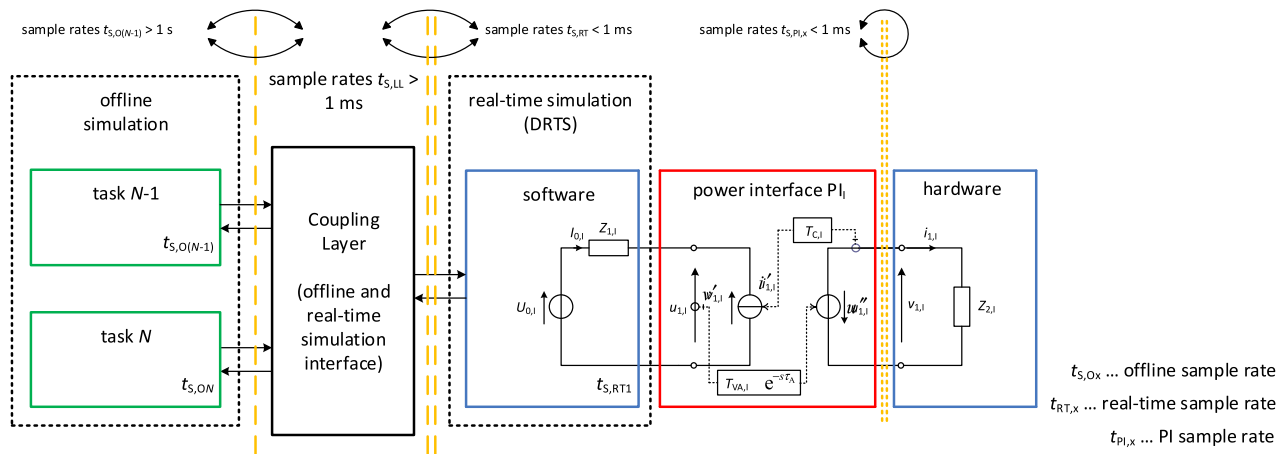 sample rates tS,O(N-1) > 1 s
sample rates tS,RT < 1 ms
sample rates tS,PI,x < 1 ms
sample rates tS,LL >
1 ms
offline
simulation
real-time simulation
(DRTS)
task N-1
tS,O(N-1)
task N
tS,ON
Coupling
Layer
(offline and
real-time
simulation
interface)
software
I0,I
Z1,I
U0,I
tS,RT1
power interface PII
TC,I
u1,I
TVA,I e−sτA
hardware
i1,I
v1,I
Z2,I
tS,Ox ... offline sample rate
tRT,x ... real-time sample rate
tPI,x ... PI sample rate